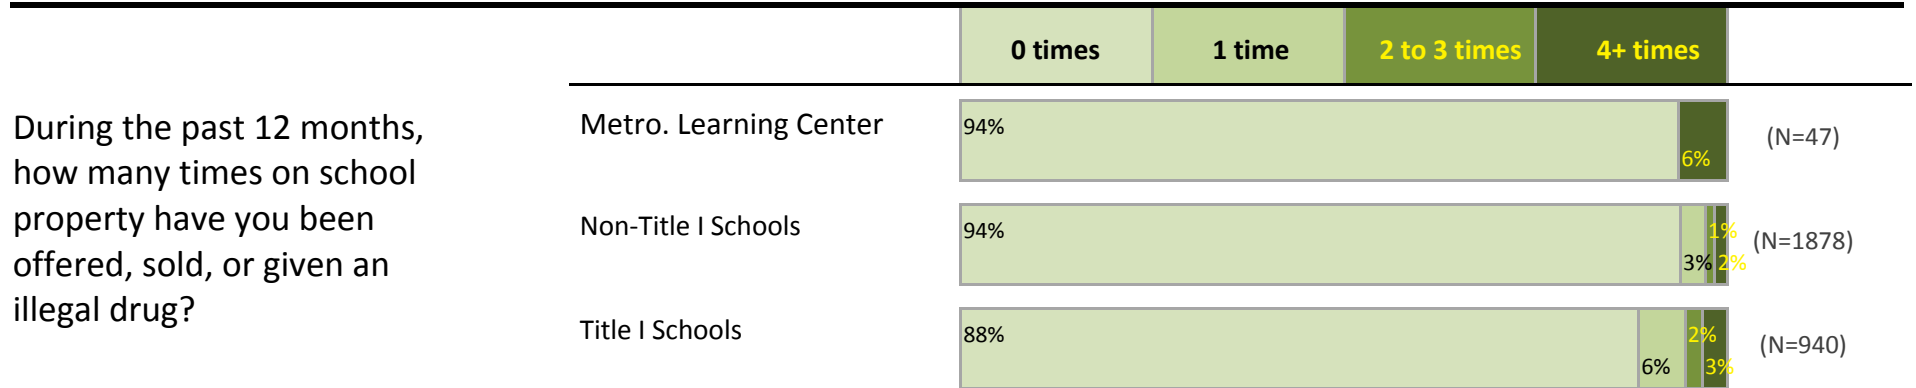 0 times 1 time 2 to 3 times 4+ times
During the past 12 months,
how many times on school
property have you been
offered, sold, or given an
illegal drug?
Metro. Learning Center
94%
6%
(N=47)
Non-Title I Schools
94%
3%
1%
2%
(N=1878)
Title I Schools
88%
6%
2%
3%
(N=940)